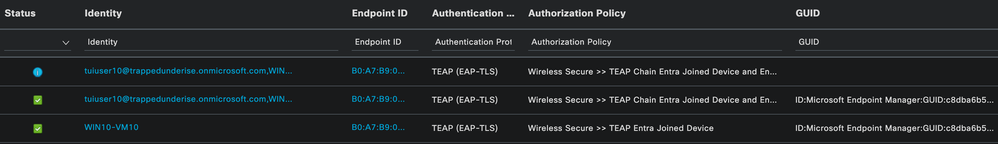 Status Identity Endpoint ID Authentication ... Authorization Policy GUID
Identity Endpoint ID Authentication Prot Authorization Policy GUID
tuiuser10@trappedunderise.onmicrosoft.com,WIN... B0:A7:B9:0... TEAP (EAP-TLS) Wireless Secure >> TEAP Chain Entra Joined Device and En...
tuiuser10@trappedunderise.onmicrosoft.com,WIN... B0:A7:B9:0... TEAP (EAP-TLS) Wireless Secure >> TEAP Chain Entra Joined Device and En... ID:Microsoft Endpoint Manager:GUID:c8dba6b5...
WIN10-VM10 B0:A7:B9:0... TEAP (EAP-TLS) Wireless Secure >> TEAP Entra Joined Device ID:Microsoft Endpoint Manager:GUID:c8dba6b5...